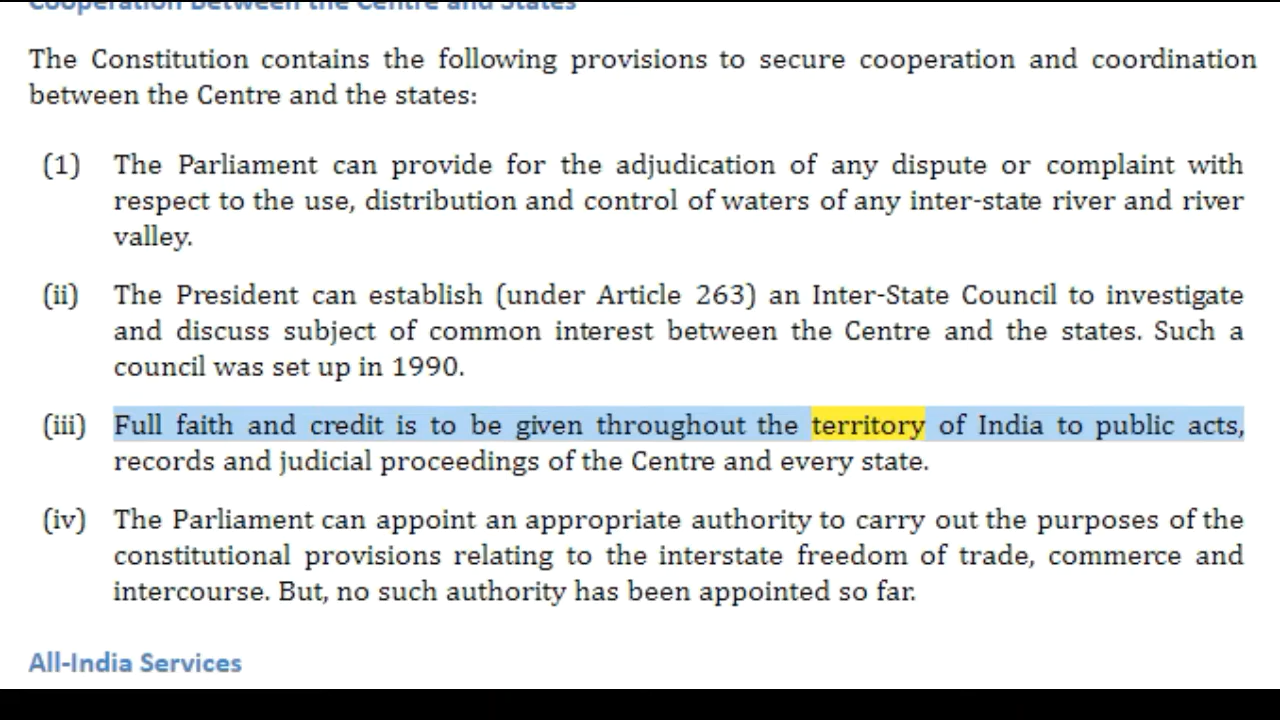 Cooperation Between the Centre and States
The Constitution contains the following provisions to secure cooperation and coordination
between the Centre and the states:
(1) The Parliament can provide for the adjudication of any dispute or complaint with
respect to the use, distribution and control of waters of any inter-state river and river
valley.
(ii) The President can establish (under Article 263) an Inter-State Council to investigate
and discuss subject of common interest between the Centre and the states. Such a
council was set up in 1990.
(iii) Full faith and credit is to be given throughout the territory of India to public acts,
records and judicial proceedings of the Centre and every state.
(iv) The Parliament can appoint an appropriate authority to carry out the purposes of the
constitutional provisions relating to the interstate freedom of trade, commerce and
intercourse. But, no such authority has been appointed so far.
All-India Services